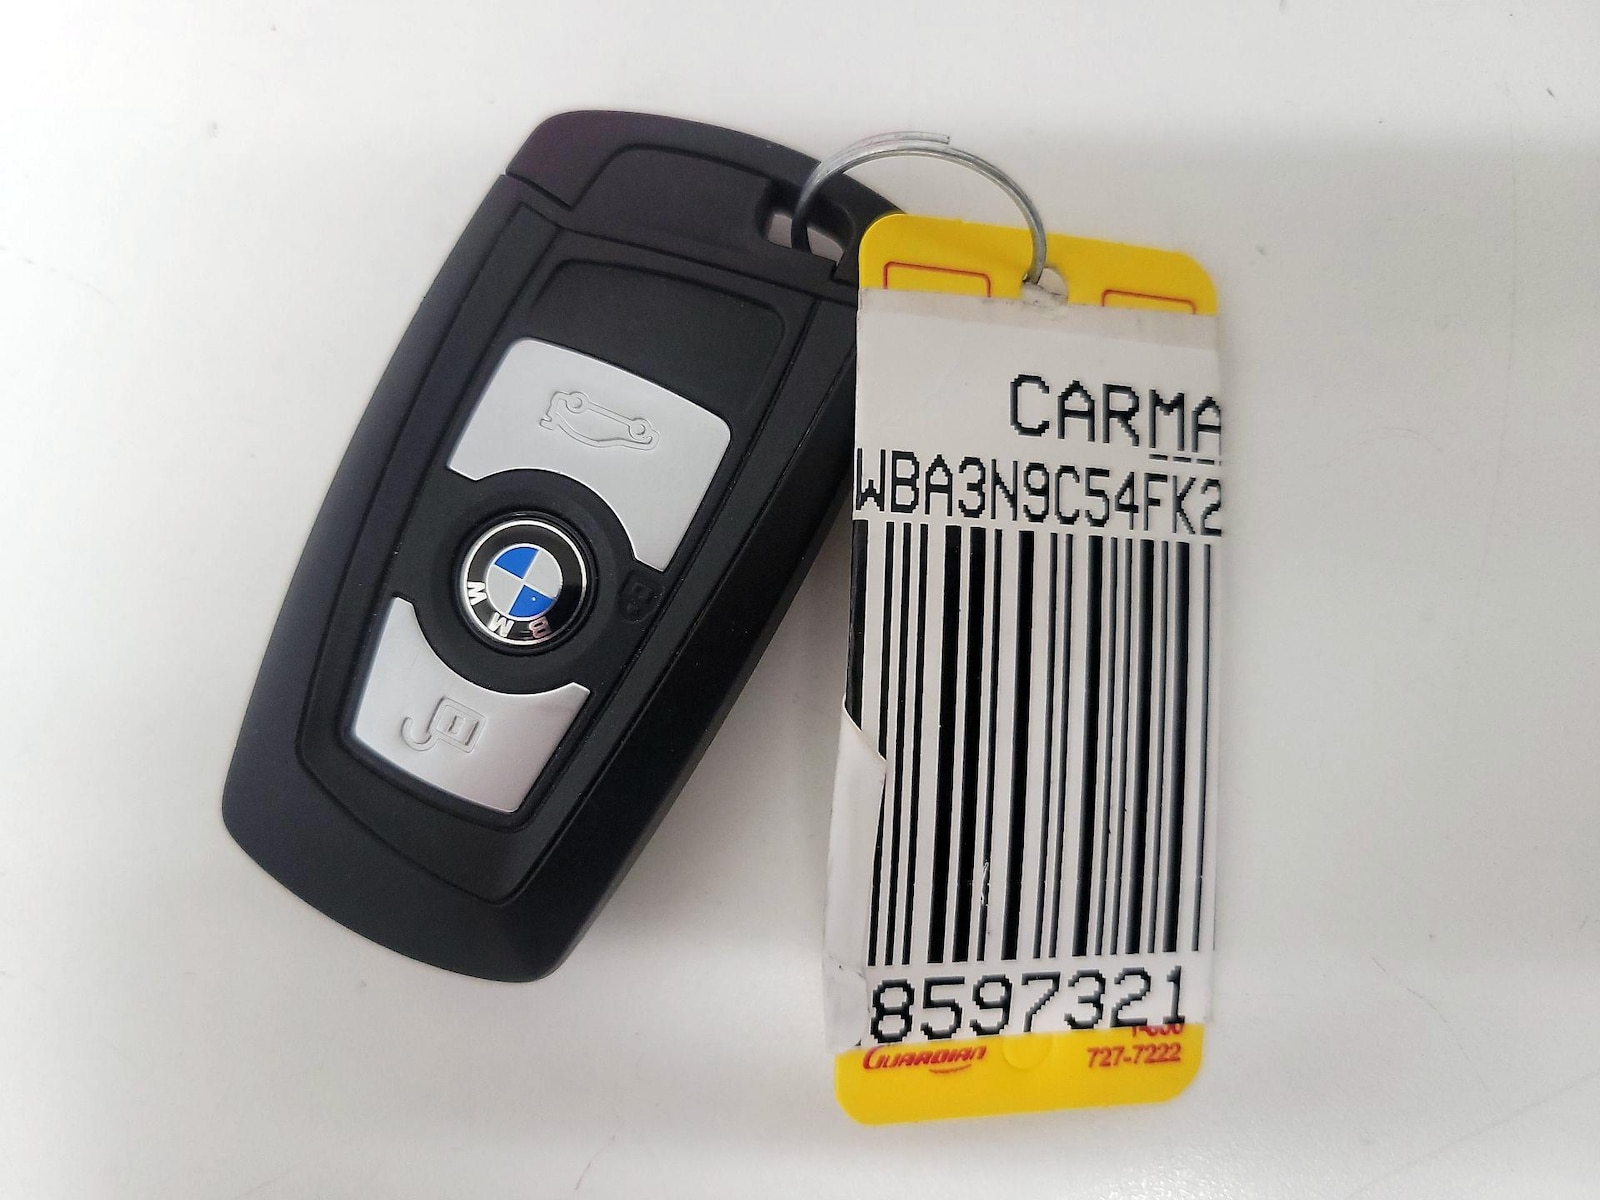 BMW
CARMA
WBA3N9C54FK2
8597321
GUARDIAN
727-7222